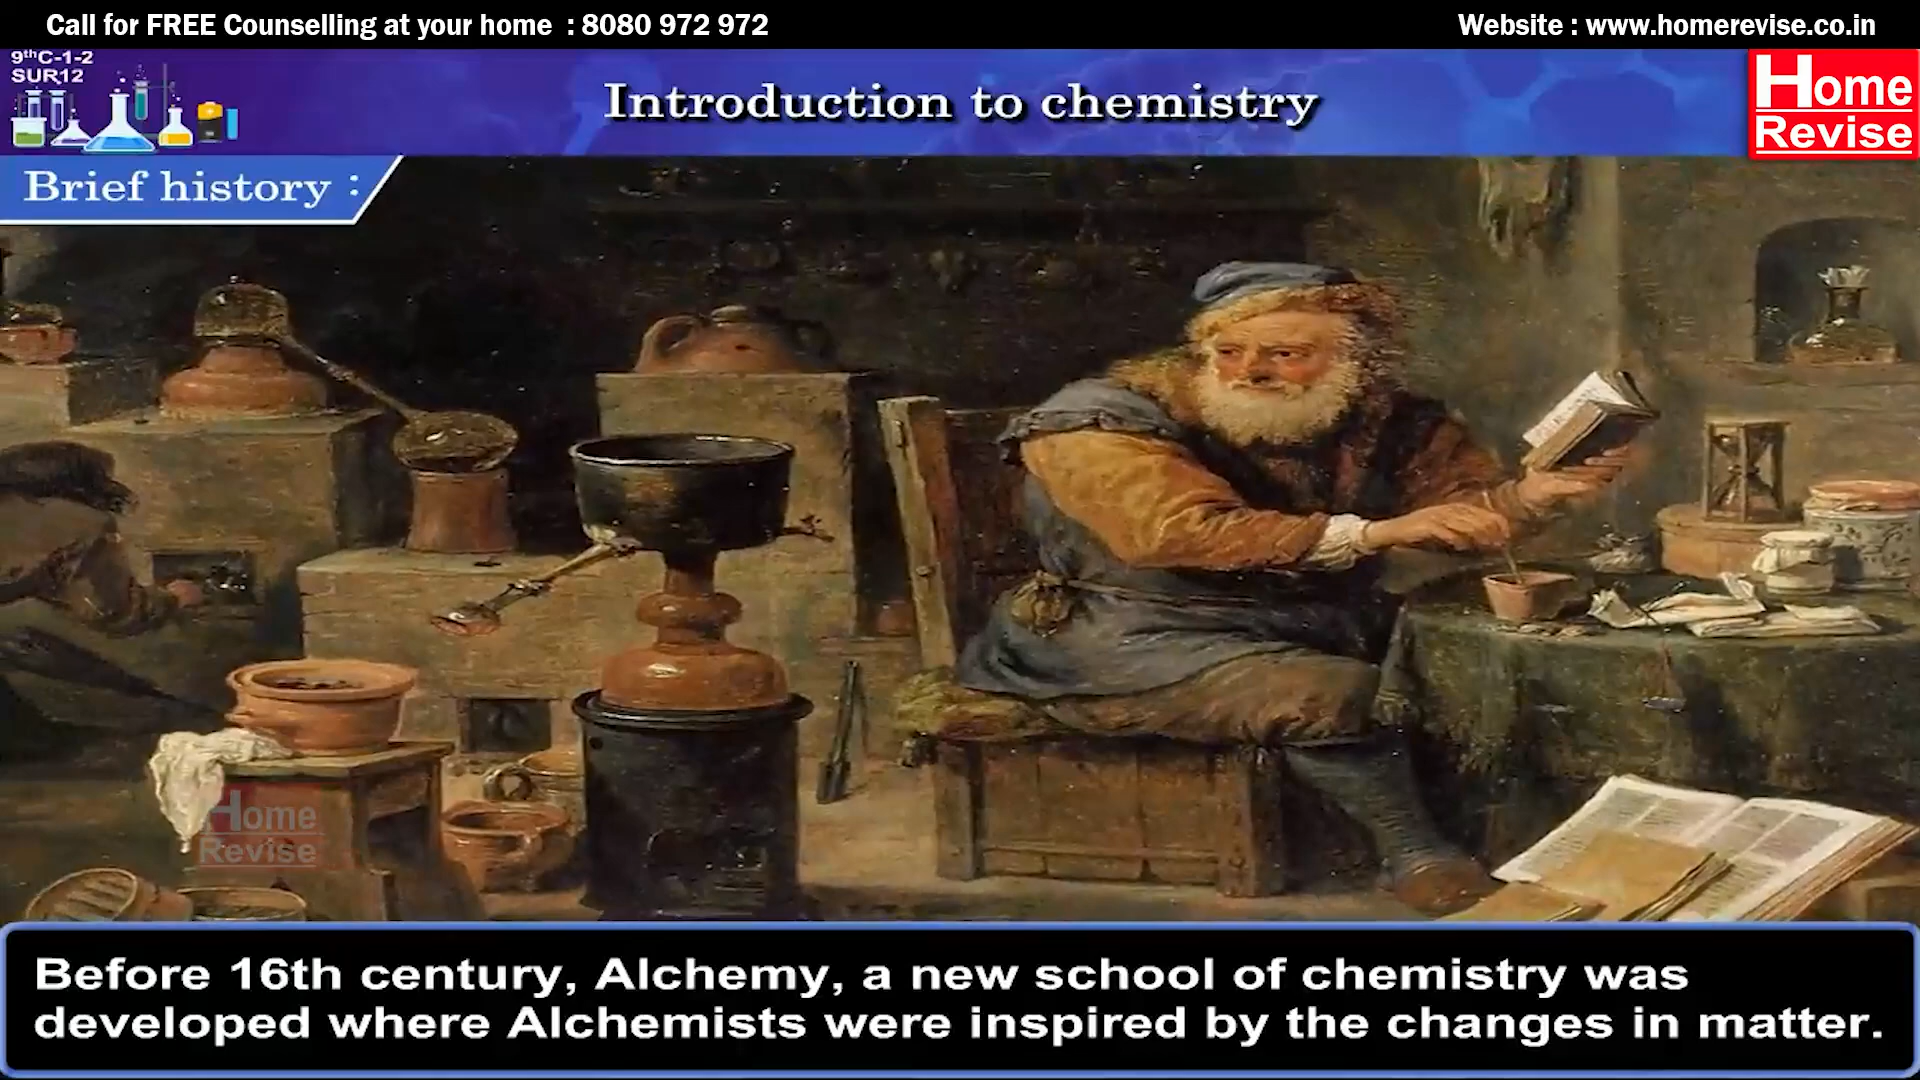 Call for FREE Counselling at your home : 8080 972 972
Website : www.homerevise.co.in
9thC-1-2
SUR12
Introduction to chemistry
Home
Revise
Brief history :
Home
Revise
Before 16th century, Alchemy, a new school of chemistry was
developed where Alchemists were inspired by the changes in matter.